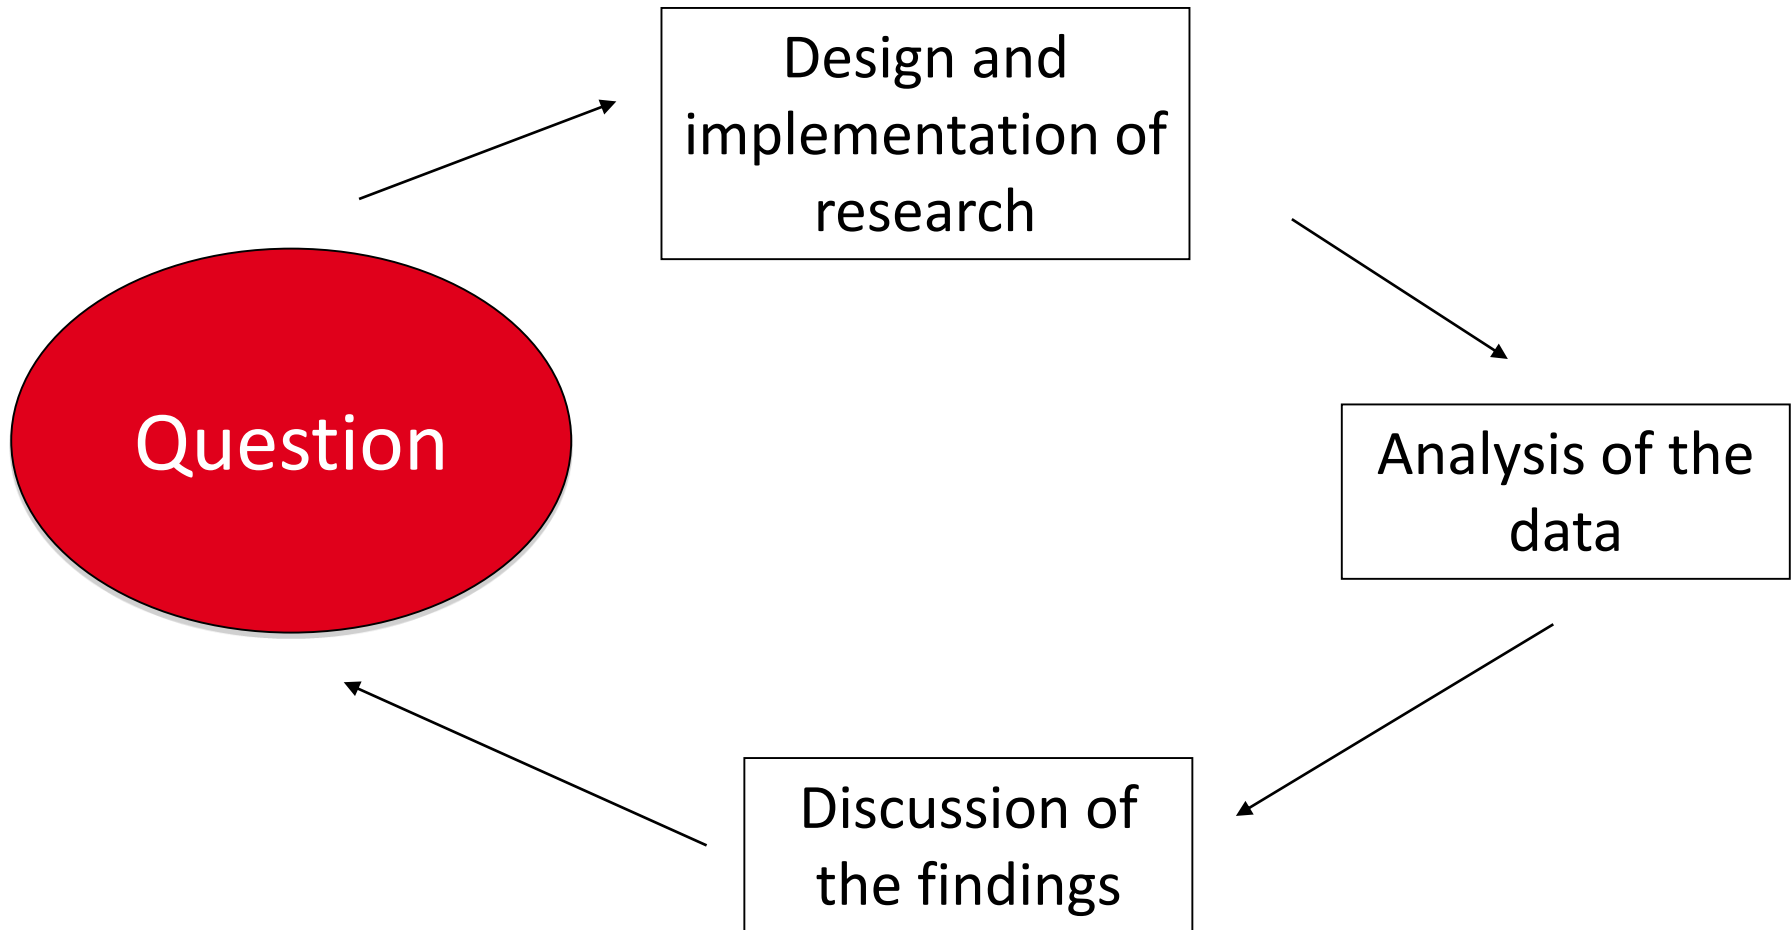 Design and
implementation of
research
Question
Analysis of the
data
Discussion of
the findings